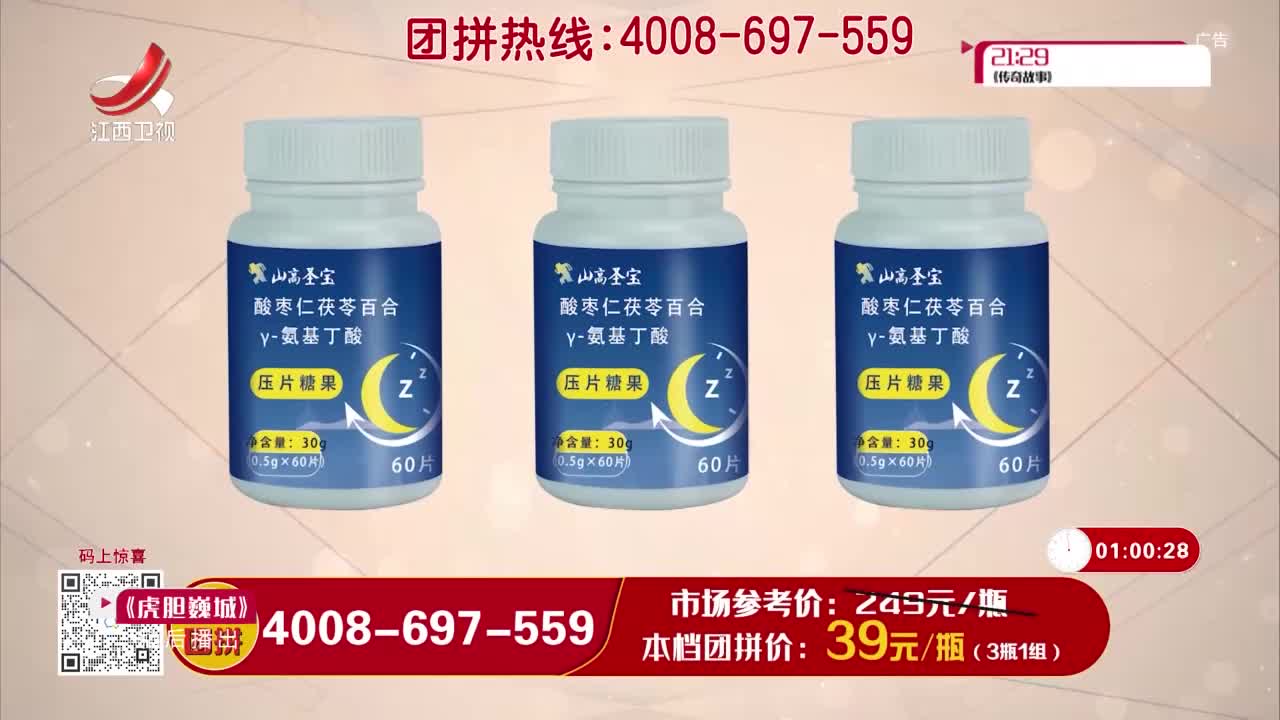 团拼热线:4008-697-559
广告
21:29
《传奇故事》
江西卫视
山高圣宝
酸枣仁茯苓百合
γ-氨基丁酸
压片糖果
z z
净含量：30g
(0.5g×60片)
60片
山高圣宝
酸枣仁茯苓百合
γ-氨基丁酸
压片糖果
z z
净含量：30g
(0.5g×60片)
60片
山高圣宝
酸枣仁茯苓百合
γ-氨基丁酸
压片糖果
z z
净含量：30g
(0.5g×60片)
60片
01:00:28
码上惊喜
《虎胆巍城》
后播出
团拼
4008-697-559
市场参考价：249元/瓶
本档团拼价：39元/瓶（3瓶1组）